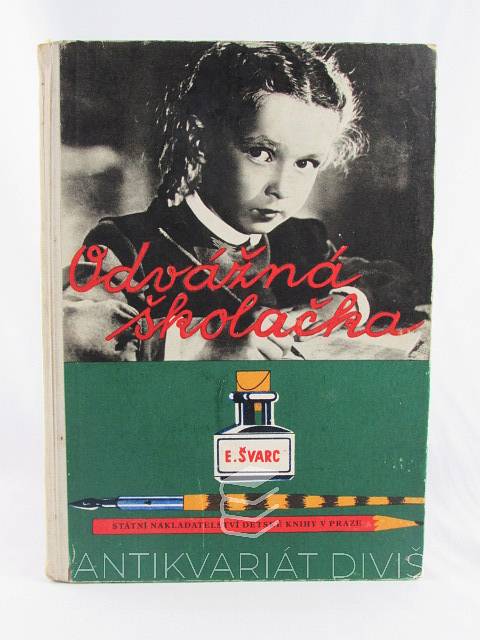 Odvážná
školačka
E. ŠVARC
STÁTNÍ NAKLADATELSTVÍ DĚTSKÉ KNIHY V PRAZE
ANTIKVARIÁT DIVIŠ